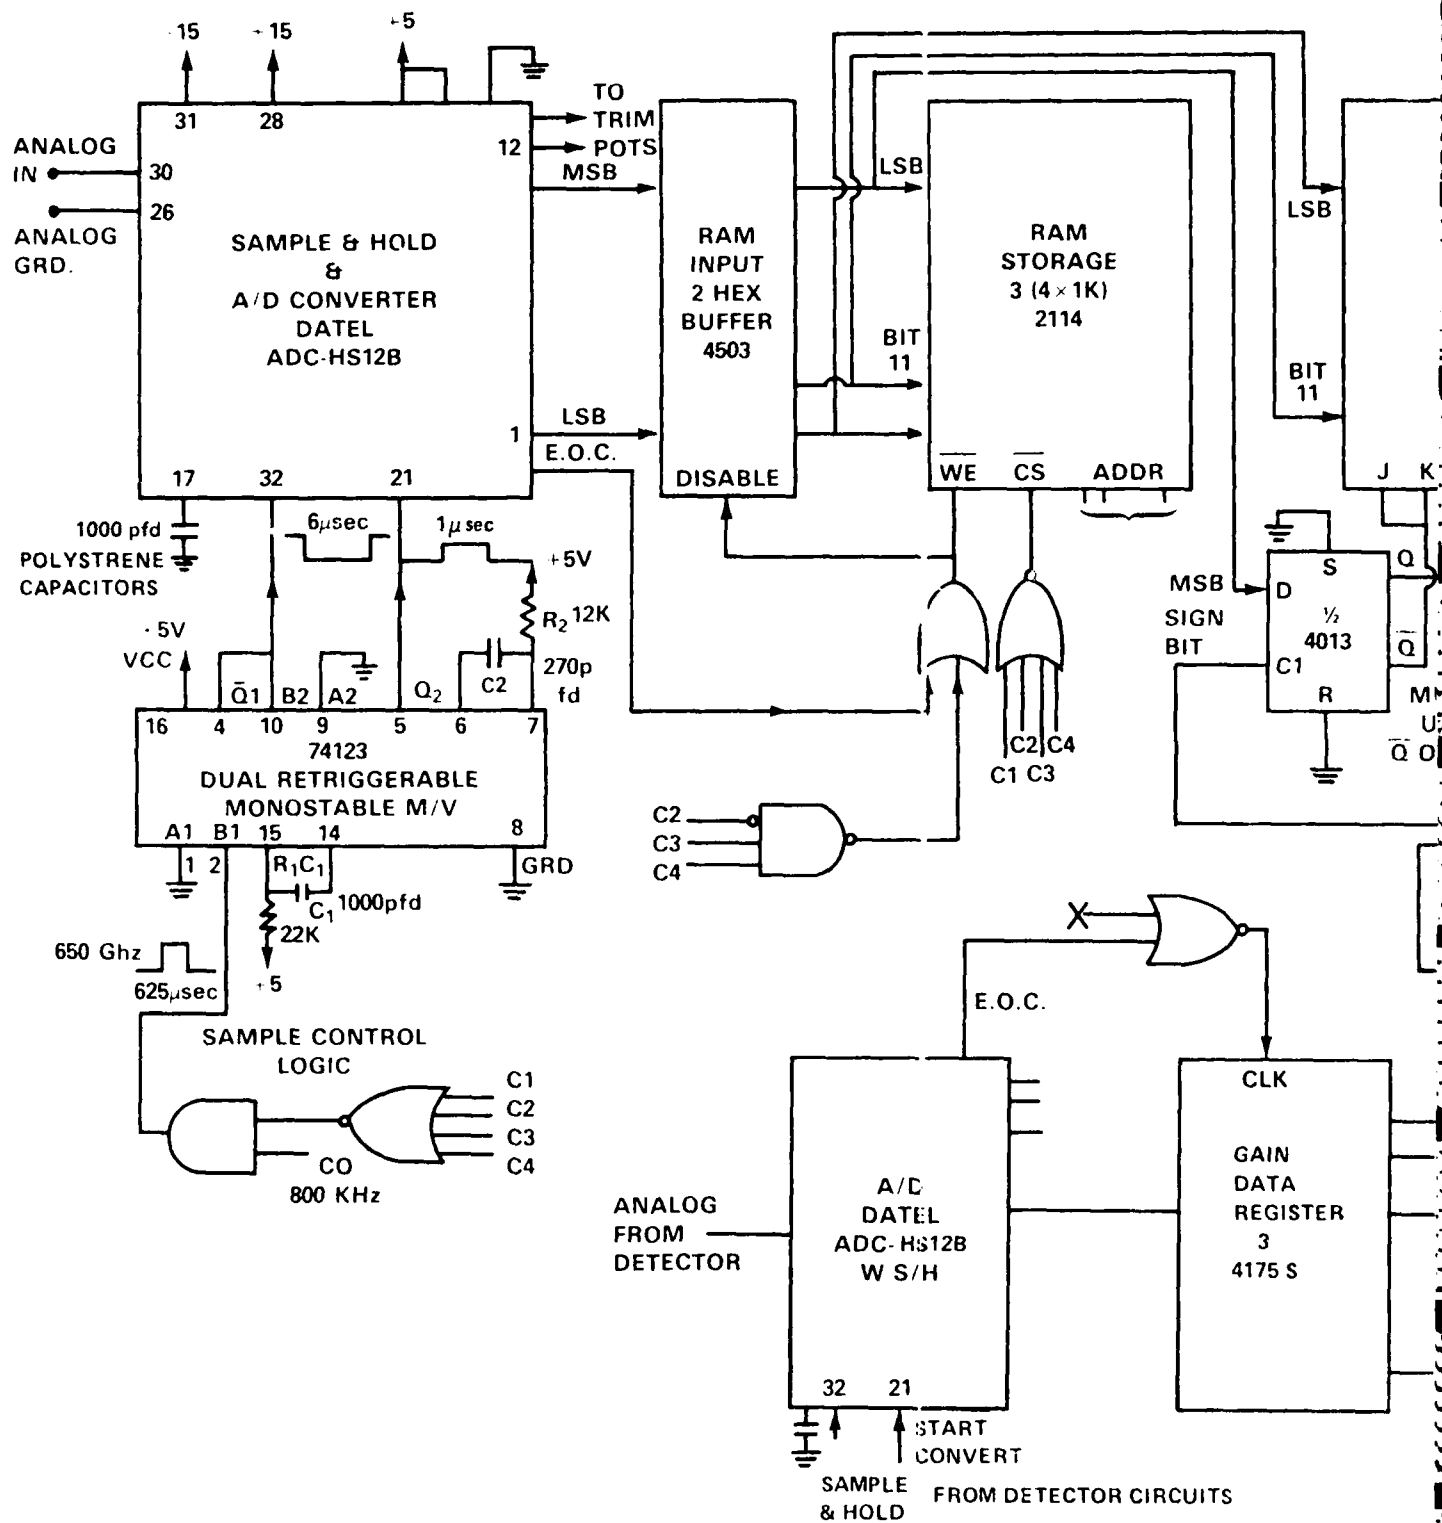 -15
+15
+5
31
28
12
TO
TRIM
POTS
MSB
ANALOG
IN
30
26
ANALOG
GRD.
SAMPLE & HOLD
&
A/D CONVERTER
DATEL
ADC-HS12B
1
LSB
E.O.C.
17
32
21
RAM
INPUT
2 HEX
BUFFER
4503
DISABLE
LSB
BIT
11
RAM
STORAGE
3 (4 × 1K)
2114
WE
CS
ADDR
LSB
BIT
11
J
K
1000 pfd
POLYSTRENE
CAPACITORS
6μsec
1μ sec
+5V
R2 12K
C2
270p
fd
5V
VCC
Q̄1
B2
A2
Q2
16
4
10
9
5
6
7
74123
DUAL RETRIGGERABLE
MONOSTABLE M/V
A1
B1
15
14
8
1
2
R1C1
C1
1000pfd
22K
+5
GRD
650 Ghz
625μsec
SAMPLE CONTROL
LOGIC
C1
C2
C3
C4
CO
800 KHz
C2
C3
C4
C1
C2
C3
C4
MSB
SIGN
BIT
D
S
½
4013
C1
R
Q
Q̄
M
U
Q̄ O
X
E.O.C.
CLK
GAIN
DATA
REGISTER
3
4175 S
ANALOG
FROM
DETECTOR
A/D
DATEL
ADC-HS12B
W S/H
32
21
START
CONVERT
SAMPLE
& HOLD
FROM DETECTOR CIRCUITS